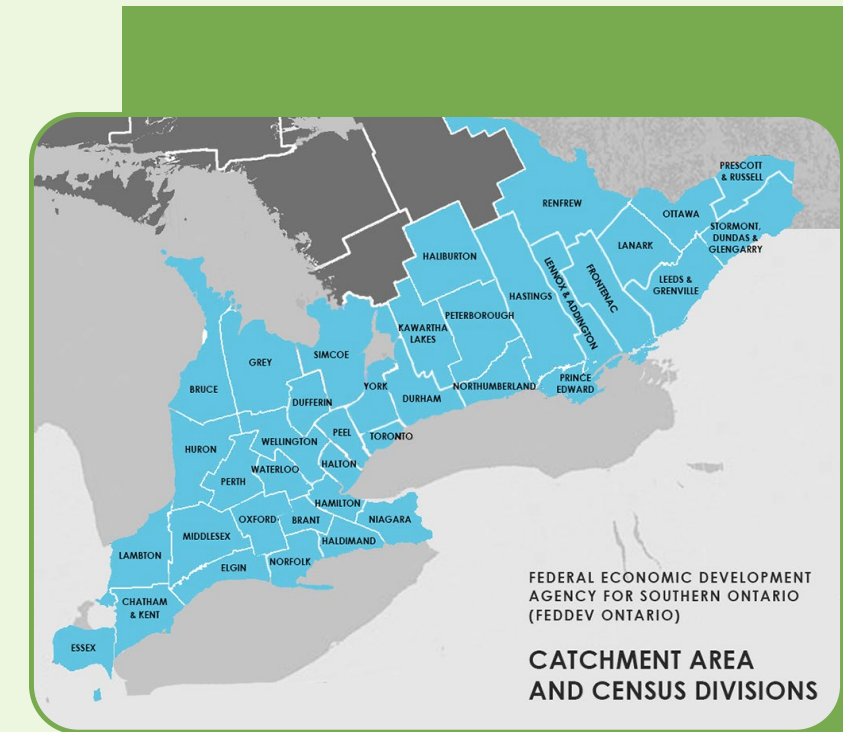 PRESCOTT
& RUSSELL
RENFREW
OTTAWA
STORMONT,
DUNDAS &
GLENGARRY
LANARK
HALIBURTON
LENNOX & ADDINGTON
FRONTENAC
LEEDS &
GRENVILLE
HASTINGS
PETERBOROUGH
KAWARTHA
LAKES
SIMCOE
GREY
BRUCE
YORK
NORTHUMBERLAND
PRINCE
EDWARD
DURHAM
DUFFERIN
PEEL
TORONTO
WELLINGTON
HURON
HALTON
WATERLOO
PERTH
HAMILTON
OXFORD
BRANT
NIAGARA
MIDDLESEX
HALDIMAND
LAMBTON
ELGIN
NORFOLK
CHATHAM
& KENT
ESSEX
FEDERAL ECONOMIC DEVELOPMENT
AGENCY FOR SOUTHERN ONTARIO
(FEDDEV ONTARIO)
CATCHMENT AREA
AND CENSUS DIVISIONS